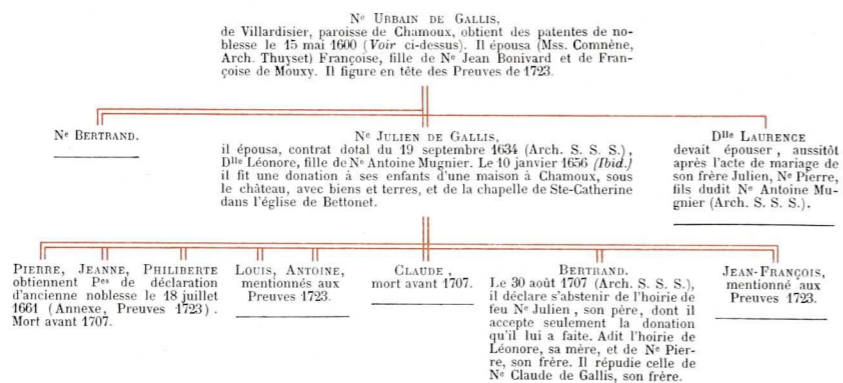 Nᵉ URBAIN DE GALLIS,
de Villardisier, paroisse de Chamoux, obtient des patentes de no-
blesse le 15 mai 1600 (Voir ci-dessus). Il épousa (Mss. Comnène,
Arch. Thuyset) Françoise, fille de Nᵉ Jean Bonivard et de Fran-
çoise de Mouxy. Il figure en tête des Preuves de 1723.
Nᵉ BERTRAND.
Nᵉ JULIEN DE GALLIS,
il épousa, contrat dotal du 19 septembre 1634 (Arch. S. S. S.),
Dˡˡᵉ Léonore, fille de Nᵉ Antoine Mugnier. Le 10 janvier 1656 (Ibid.)
il fit une donation à ses enfants d'une maison à Chamoux, sous
le château, avec biens et terres, et de la chapelle de Ste-Catherine
dans l'église de Bettonet.
Dˡˡᵉ LAURENCE
devait épouser, aussitôt
après l'acte de mariage de
son frère Julien, Nᵉ Pierre,
fils dudit Nᵉ Antoine Mu-
gnier (Arch. S. S. S.).
PIERRE, JEANNE, PHILIBERTE
obtiennent Pᵉˢ de déclaration
d'ancienne noblesse le 18 juillet
1661 (Annexe, Preuves 1723).
Mort avant 1707.
LOUIS, ANTOINE,
mentionnés aux
Preuves 1723.
CLAUDE,
mort avant 1707.
BERTRAND.
Le 30 août 1707 (Arch. S. S. S.),
il déclare s'abstenir de l'hoirie de
feu Nᵉ Julien, son père, dont il
accepte seulement la donation
qu'il lui a faite. Adit l'hoirie de
Léonore, sa mère, et de Nᵉ Pier-
re, son frère. Il répudie celle de
Nᵉ Claude de Gallis, son frère.
JEAN-FRANÇOIS,
mentionné aux
Preuves 1723.